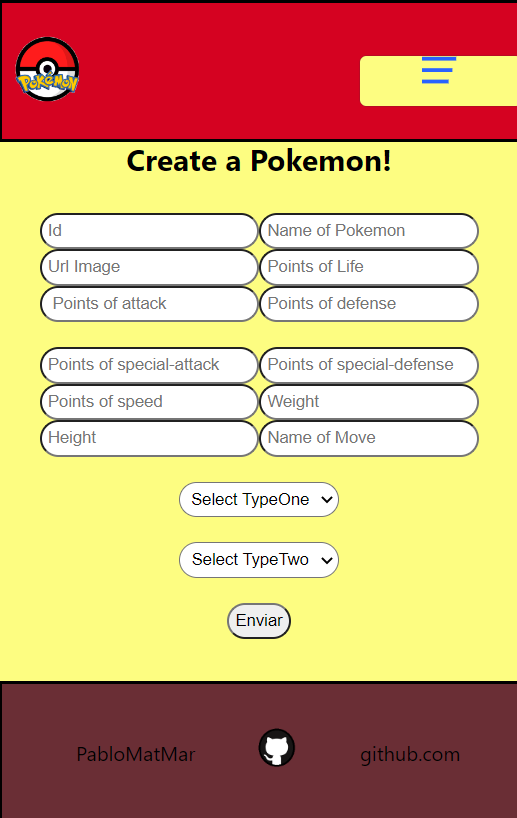 Pokémon
Create a Pokemon!
Id
Name of Pokemon
Url Image
Points of Life
Points of attack
Points of defense
Points of special-attack
Points of special-defense
Points of speed
Weight
Height
Name of Move
Select TypeOne
Select TypeTwo
Enviar
PabloMatMar
github.com